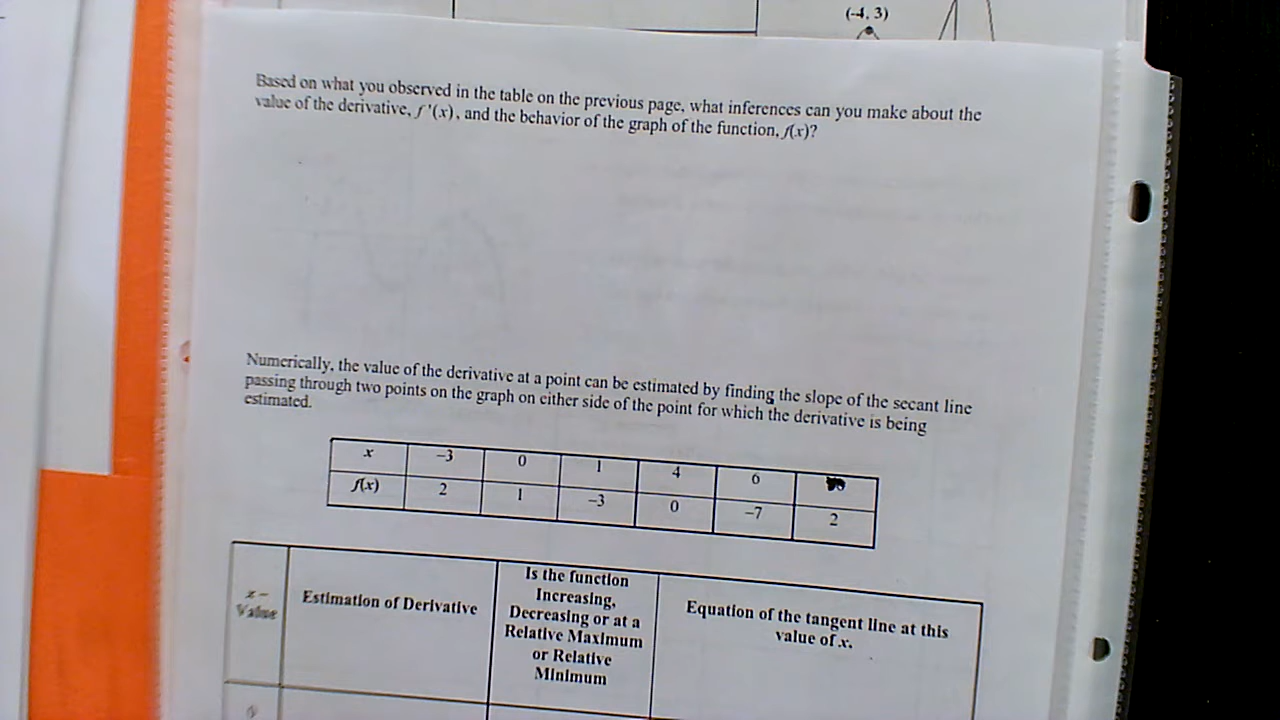 (-4, 3)
Based on what you observed in the table on the previous page, what inferences can you make about the
value of the derivative, f '(x), and the behavior of the graph of the function, f(x)?
Numerically, the value of the derivative at a point can be estimated by finding the slope of the secant line
passing through two points on the graph on either side of the point for which the derivative is being
estimated.
x −3 0 1 4 6
f(x) 2 1 −3 0 −7 2
x – Value
Estimation of Derivative
Is the function
Increasing,
Decreasing or at a
Relative Maximum
or Relative
Minimum
Equation of the tangent line at this
value of x.